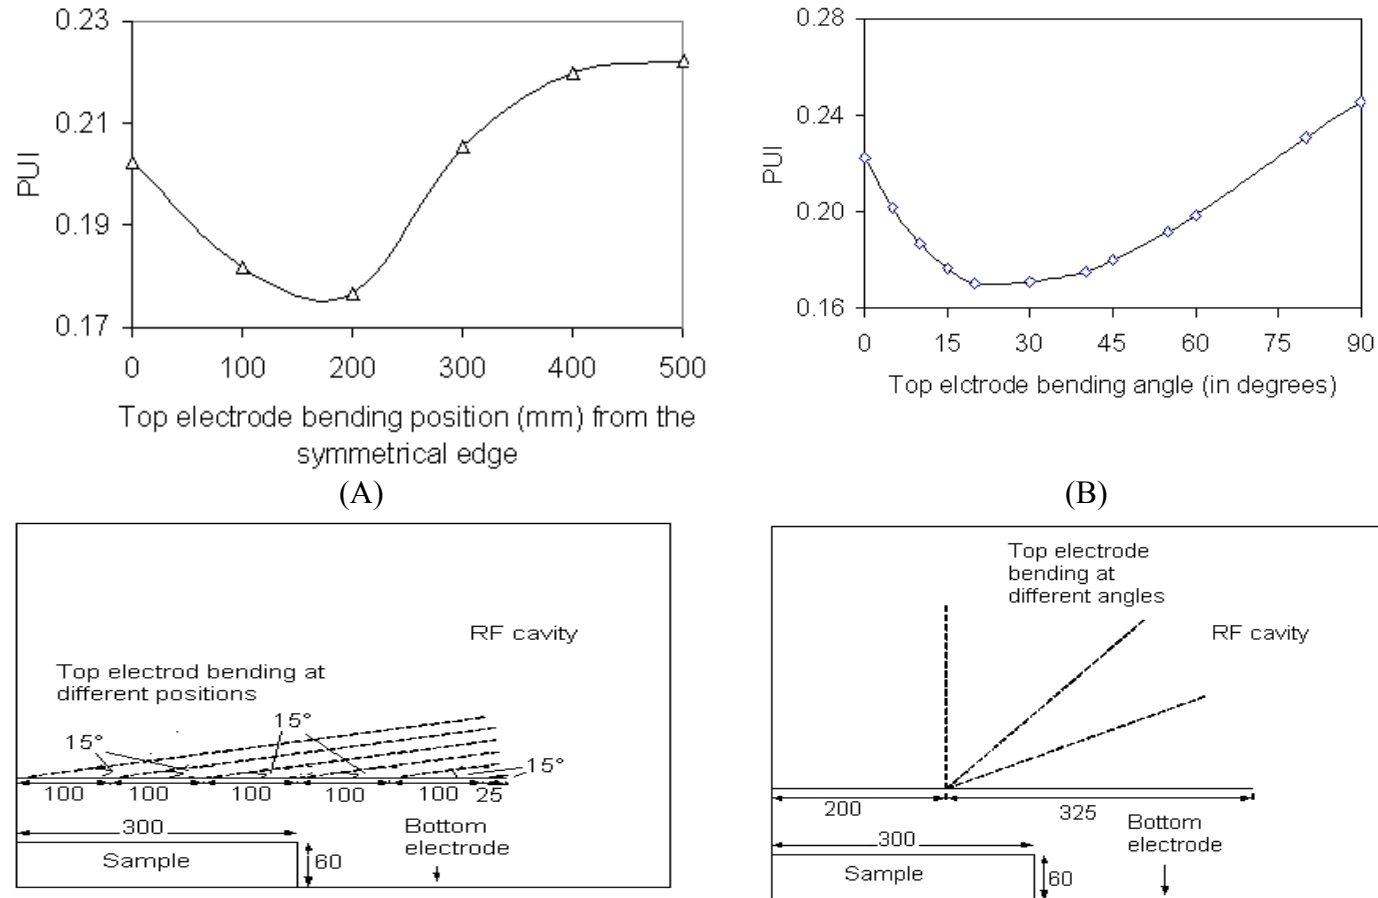 0.23
0.21
0.19
0.17
PUI
0 100 200 300 400 500
Top electrode bending position (mm) from the
symmetrical edge
(A)
0.28
0.24
0.20
0.16
PUI
0 15 30 45 60 75 90
Top elctrode bending angle (in degrees)
(B)
RF cavity
Top electrod bending at
different positions
15°
15°
15°
100 100 100 100 100 25
300
Bottom
electrode
Sample
60
Top electrode
bending at
different angles
RF cavity
200
325
300
Bottom
electrode
Sample
60